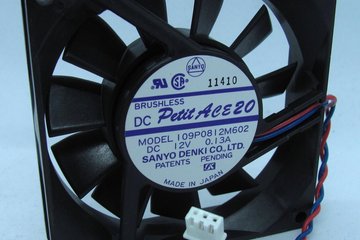 SANYO
11410
BRUSHLESS
DC Petit ACE 20
MODEL 109P0812M602
DC 12V 0.13A
SANYO DENKI CO., LTD.
PATENTS PENDING
MADE IN JAPAN